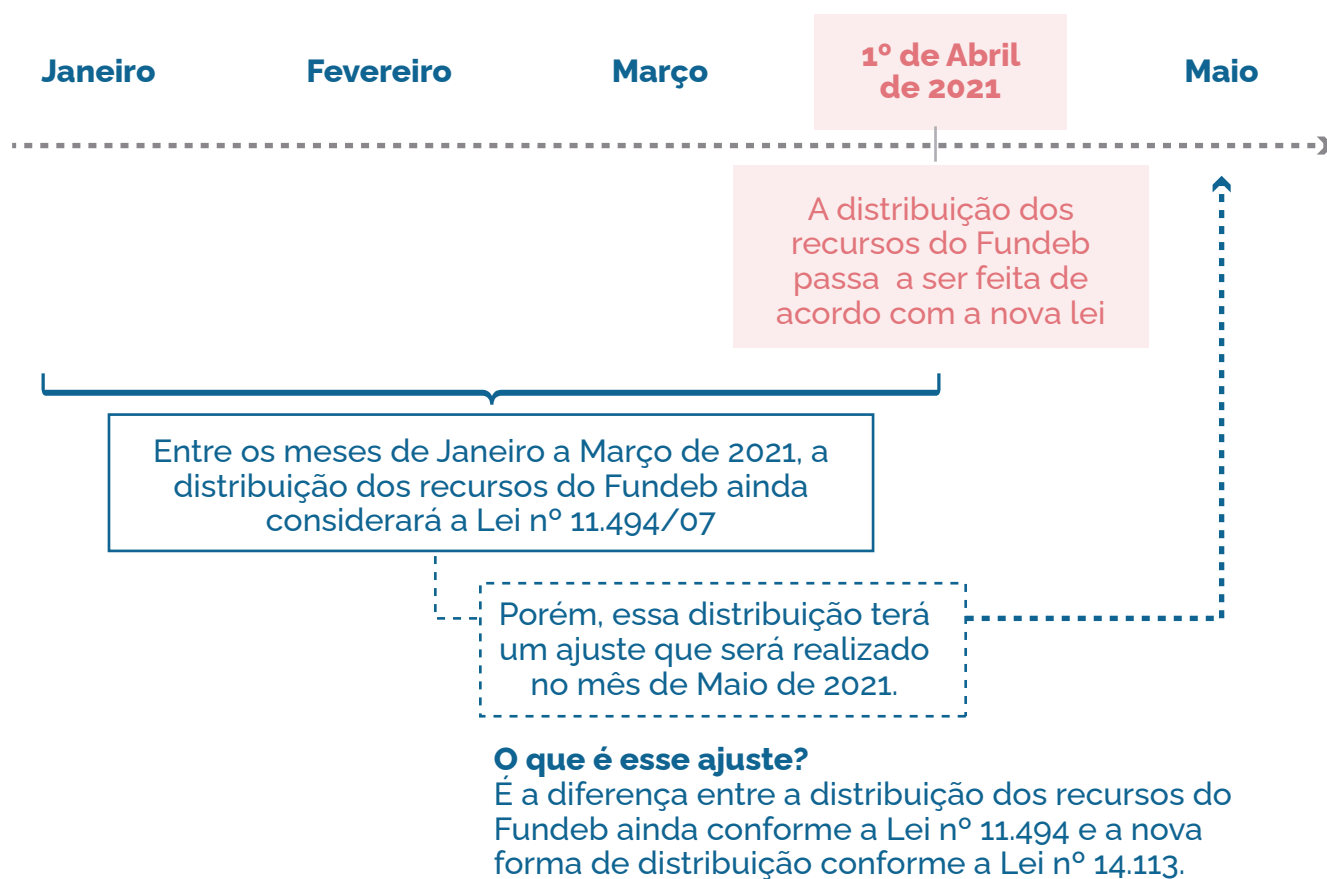 Janeiro
Fevereiro
Março
1º de Abril
de 2021
Maio
A distribuição dos
recursos do Fundeb
passa a ser feita de
acordo com a nova lei
Entre os meses de Janeiro a Março de 2021, a
distribuição dos recursos do Fundeb ainda
considerará a Lei nº 11.494/07
Porém, essa distribuição terá
um ajuste que será realizado
no mês de Maio de 2021.
O que é esse ajuste?
É a diferença entre a distribuição dos recursos do
Fundeb ainda conforme a Lei nº 11.494 e a nova
forma de distribuição conforme a Lei nº 14.113.